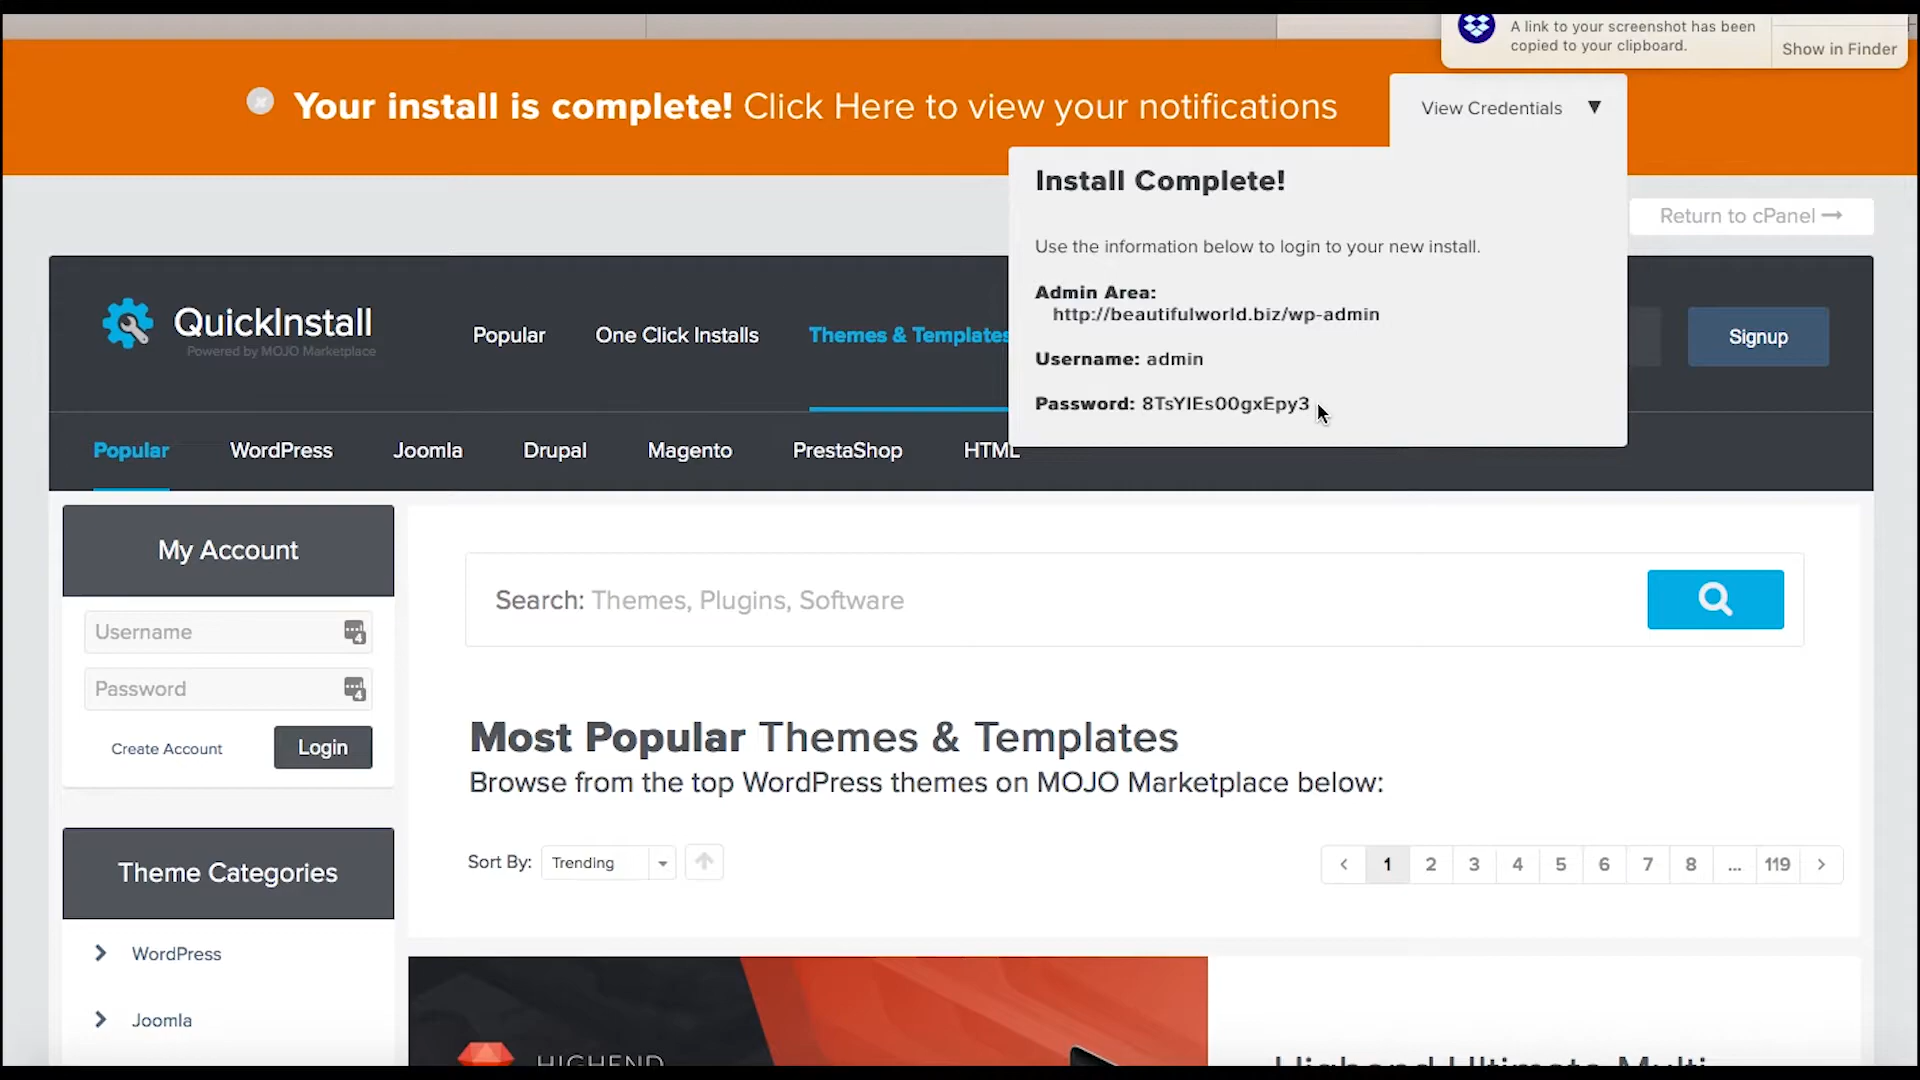 A link to your screenshot has been
copied to your clipboard.
Show in Finder
Your install is complete! Click Here to view your notifications
View Credentials ▼
Install Complete!
Use the information below to login to your new install.
Admin Area:
http://beautifulworld.biz/wp-admin
Username: admin
Password: 8TsYIEs00gxEpy3
Return to cPanel →
QuickInstall
Powered by MOJO Marketplace
Popular
One Click Installs
Themes & Templates
Signup
Popular
WordPress
Joomla
Drupal
Magento
PrestaShop
HTML
My Account
Username
Password
Create Account
Login
Search: Themes, Plugins, Software
Most Popular Themes & Templates
Browse from the top WordPress themes on MOJO Marketplace below:
Sort By: Trending
< 1 2 3 4 5 6 7 8 ... 119 >
Theme Categories
WordPress
Joomla
HIGHEND
Highend Ultimate Multi